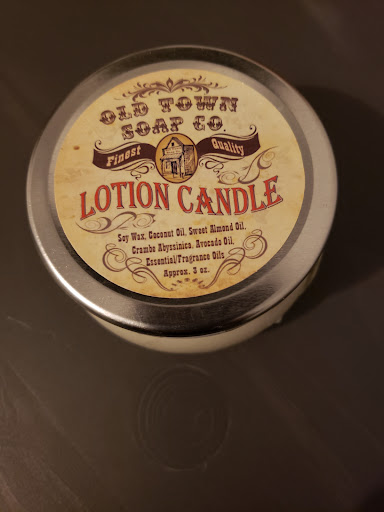 OLD TOWN
SOAP CO.
Finest Quality
LOTION CANDLE
Soy Wax, Coconut Oil, Sweet Almond Oil,
Crambe Abyssinica, Avocado Oil,
Essential/Fragrance Oils
Approx. 3 oz.